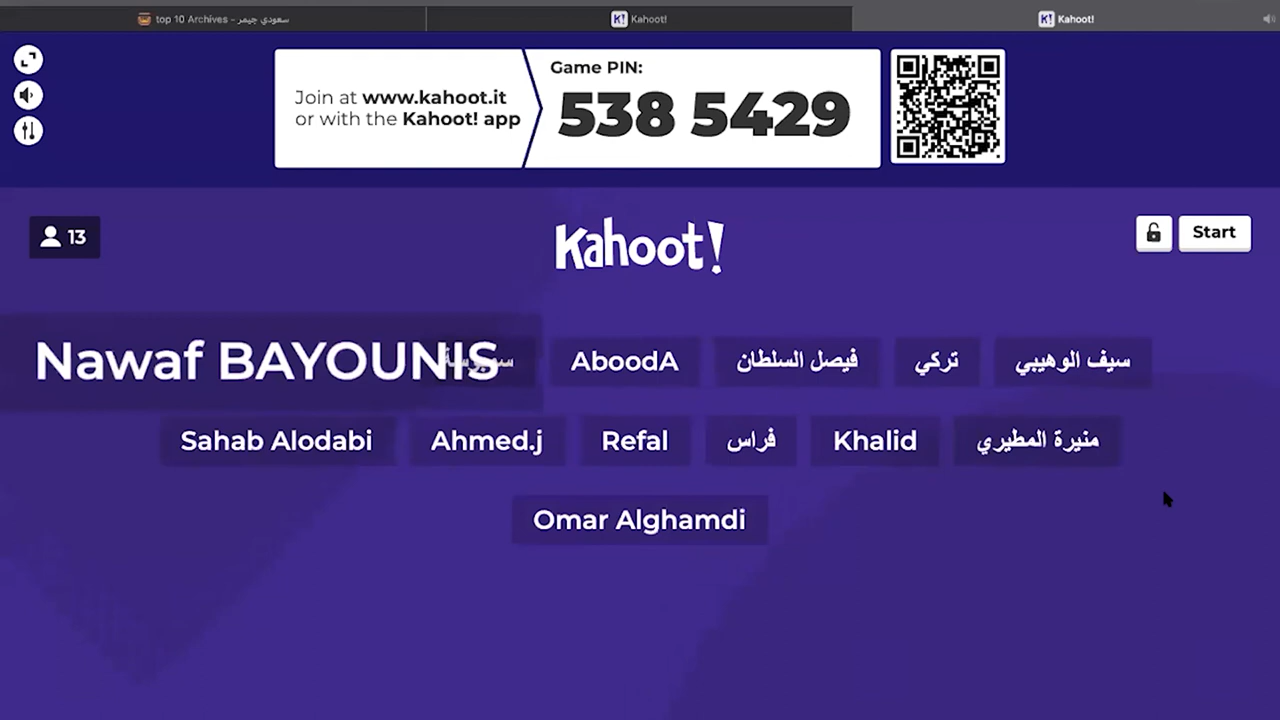 top 10 Archives - سعودي جيمر
Kahoot!
Kahoot!
Join at www.kahoot.it
or with the Kahoot! app
Game PIN:
538 5429
13
Kahoot!
Start
Nawaf BAYOUNIS
AboodA
فيصل السلطان
تركي
سيف الوهيبي
Sahab Alodabi
Ahmed.j
Refal
فراس
Khalid
منيرة المطيري
Omar Alghamdi